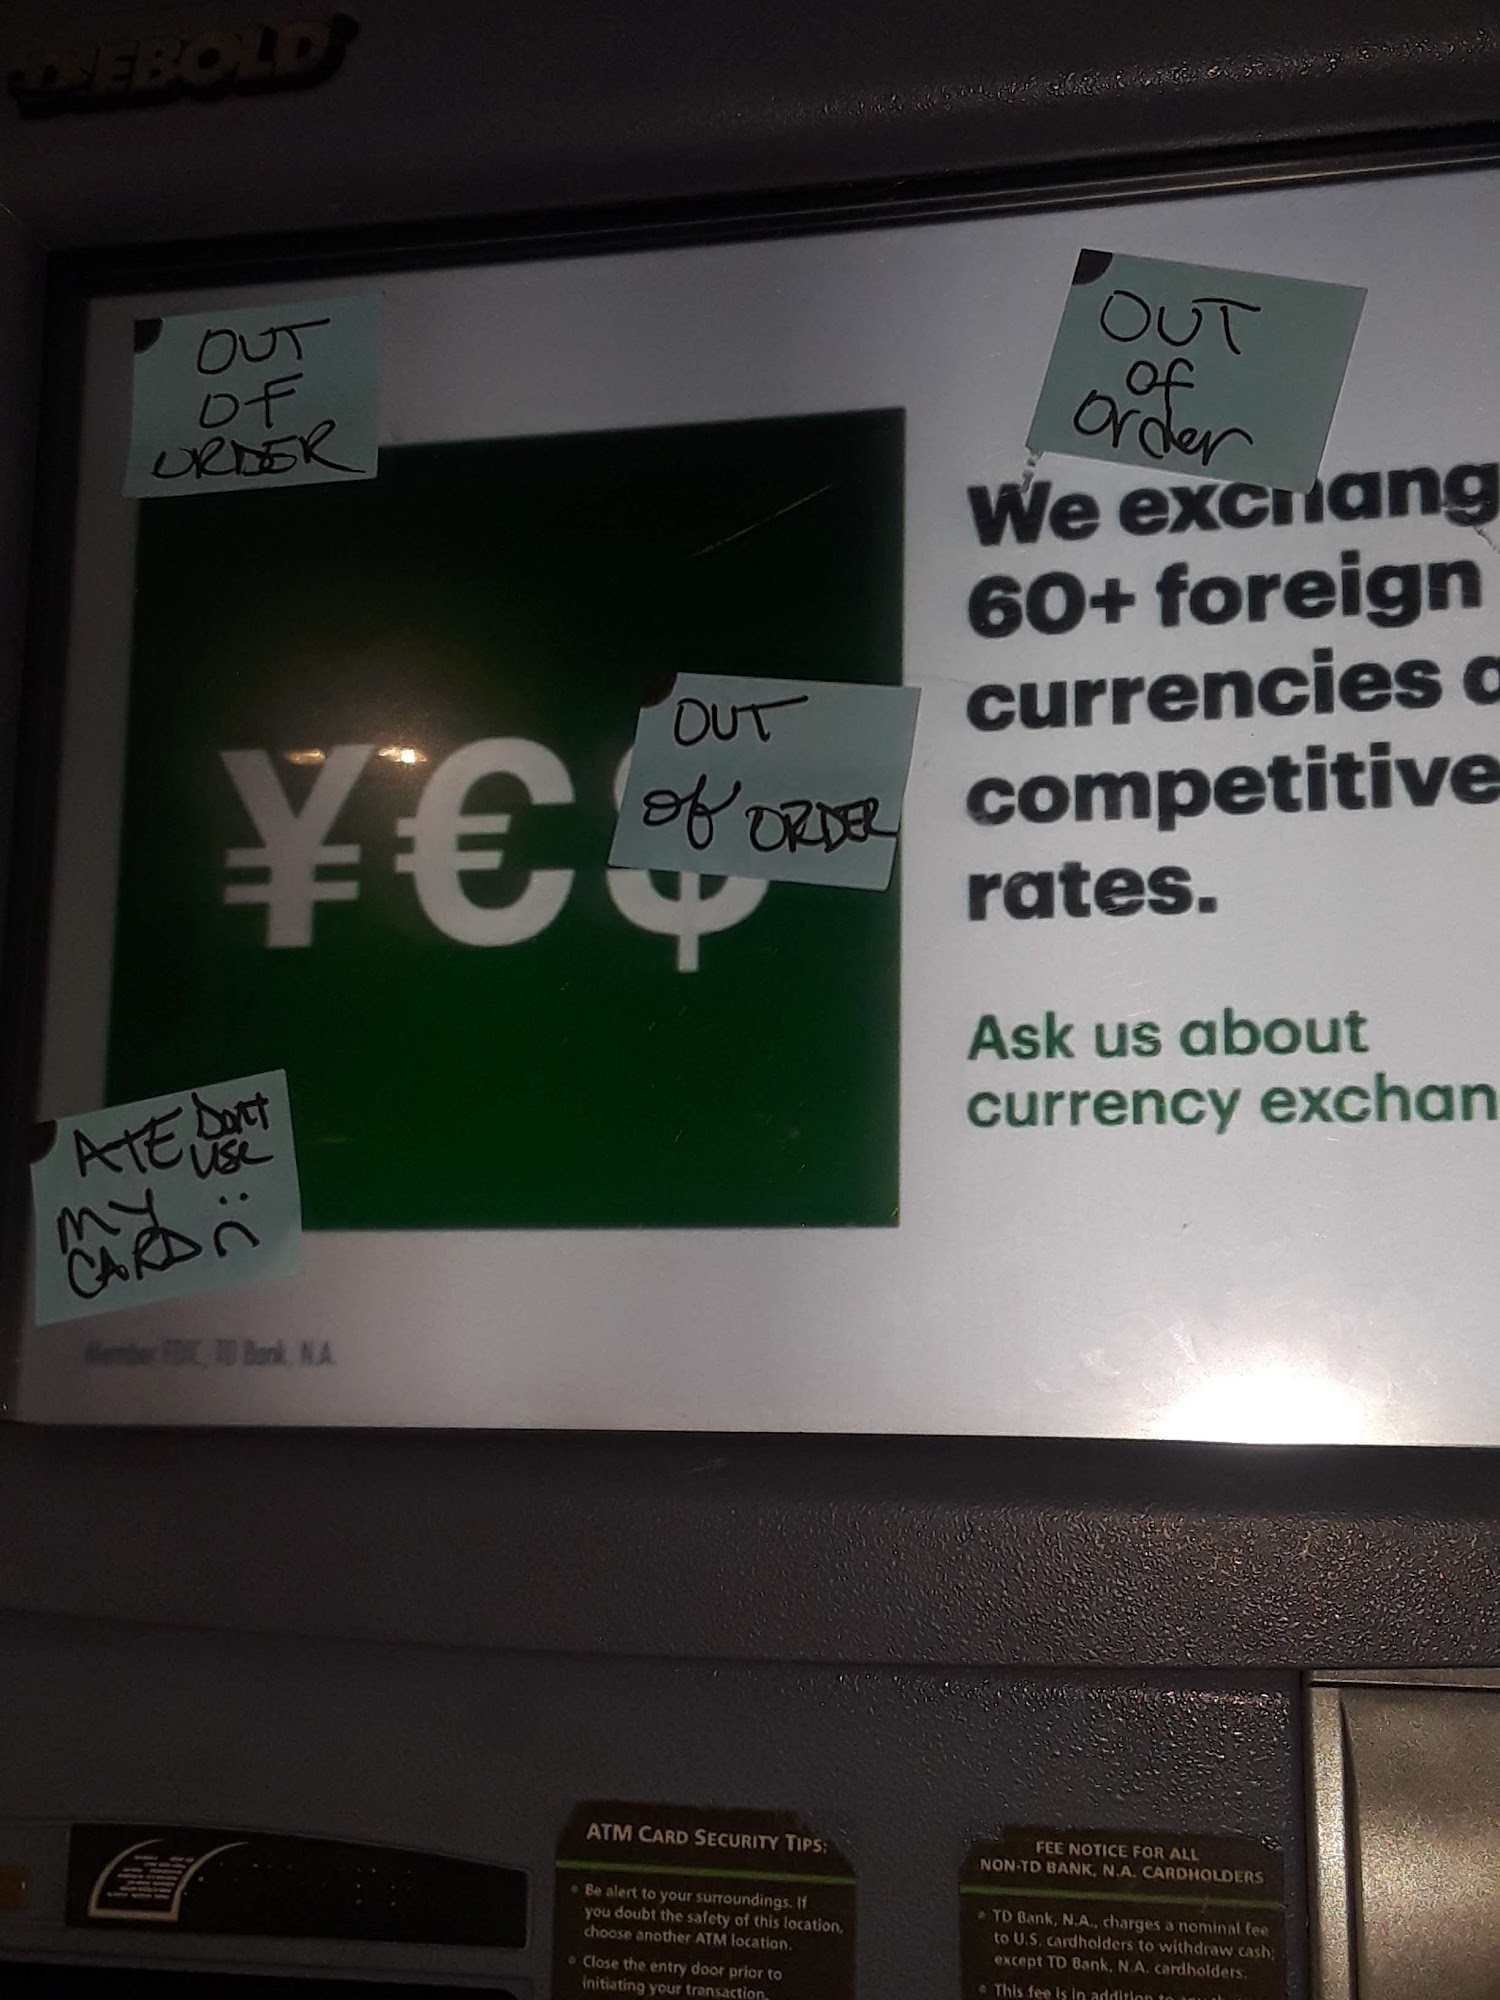 DIEBOLD
OUT
OF
ORDER
OUT
of
order
We exchang
60+ foreign
currencies
competitive
rates.
Ask us about
currency exchan
¥€$
OUT
of ORDER
ATE DON'T
USE
MY
CARD :(
Member FDIC, TD Bank, N.A.
ATM CARD SECURITY TIPS:
• Be alert to your surroundings. If
you doubt the safety of this location,
choose another ATM location.
• Close the entry door prior to
initiating your transaction.
FEE NOTICE FOR ALL
NON-TD BANK, N.A. CARDHOLDERS
• TD Bank, N.A., charges a nominal fee
to U.S. cardholders to withdraw cash;
except TD Bank, N.A. cardholders.
• This fee is in addition to